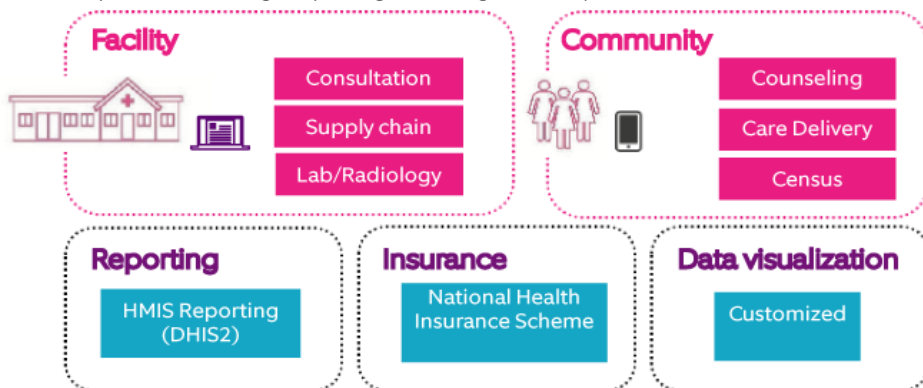 Facility
Consultation
Supply chain
Lab/Radiology
Community
Counseling
Care Delivery
Census
Reporting
HMIS Reporting
(DHIS2)
Insurance
National Health
Insurance Scheme
Data visualization
Customized